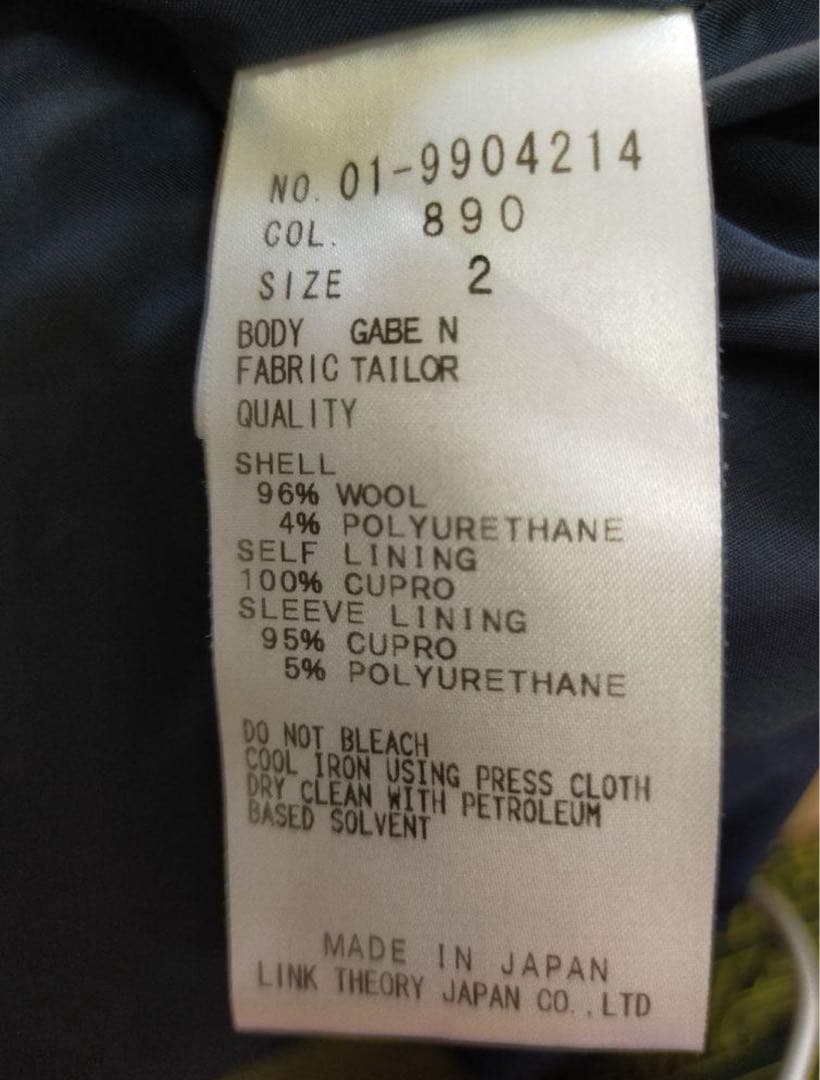 NO. 01-9904214
COL. 890
SIZE 2
BODY GABE N
FABRIC TAILOR
QUALITY
SHELL
96% WOOL
4% POLYURETHANE
SELF LINING
100% CUPRO
SLEEVE LINING
95% CUPRO
5% POLYURETHANE
DO NOT BLEACH
COOL IRON USING PRESS CLOTH
DRY CLEAN WITH PETROLEUM
BASED SOLVENT
MADE IN JAPAN
LINK THEORY JAPAN CO., LTD